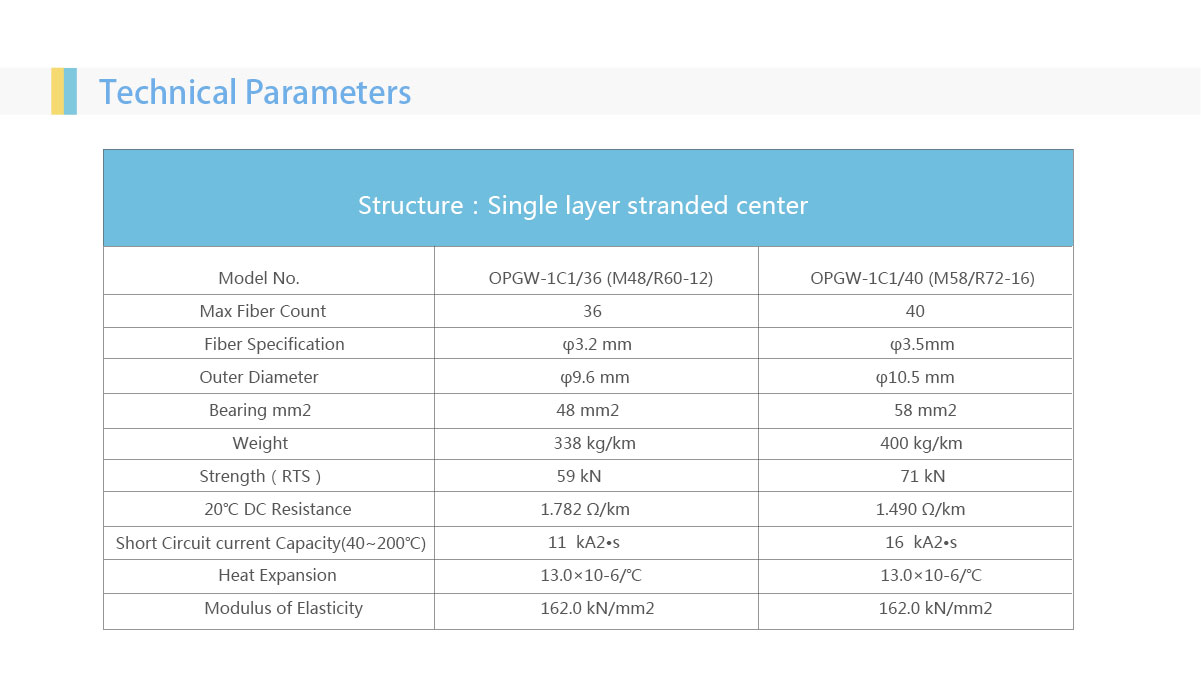 Technical Parameters
Structure：Single layer stranded center
Model No. OPGW-1C1/36 (M48/R60-12) OPGW-1C1/40 (M58/R72-16)
Max Fiber Count 36 40
Fiber Specification φ3.2 mm φ3.5mm
Outer Diameter φ9.6 mm φ10.5 mm
Bearing mm2 48 mm2 58 mm2
Weight 338 kg/km 400 kg/km
Strength（RTS） 59 kN 71 kN
20℃ DC Resistance 1.782 Ω/km 1.490 Ω/km
Short Circuit current Capacity(40~200℃) 11 kA2•s 16 kA2•s
Heat Expansion 13.0×10-6/℃ 13.0×10-6/℃
Modulus of Elasticity 162.0 kN/mm2 162.0 kN/mm2